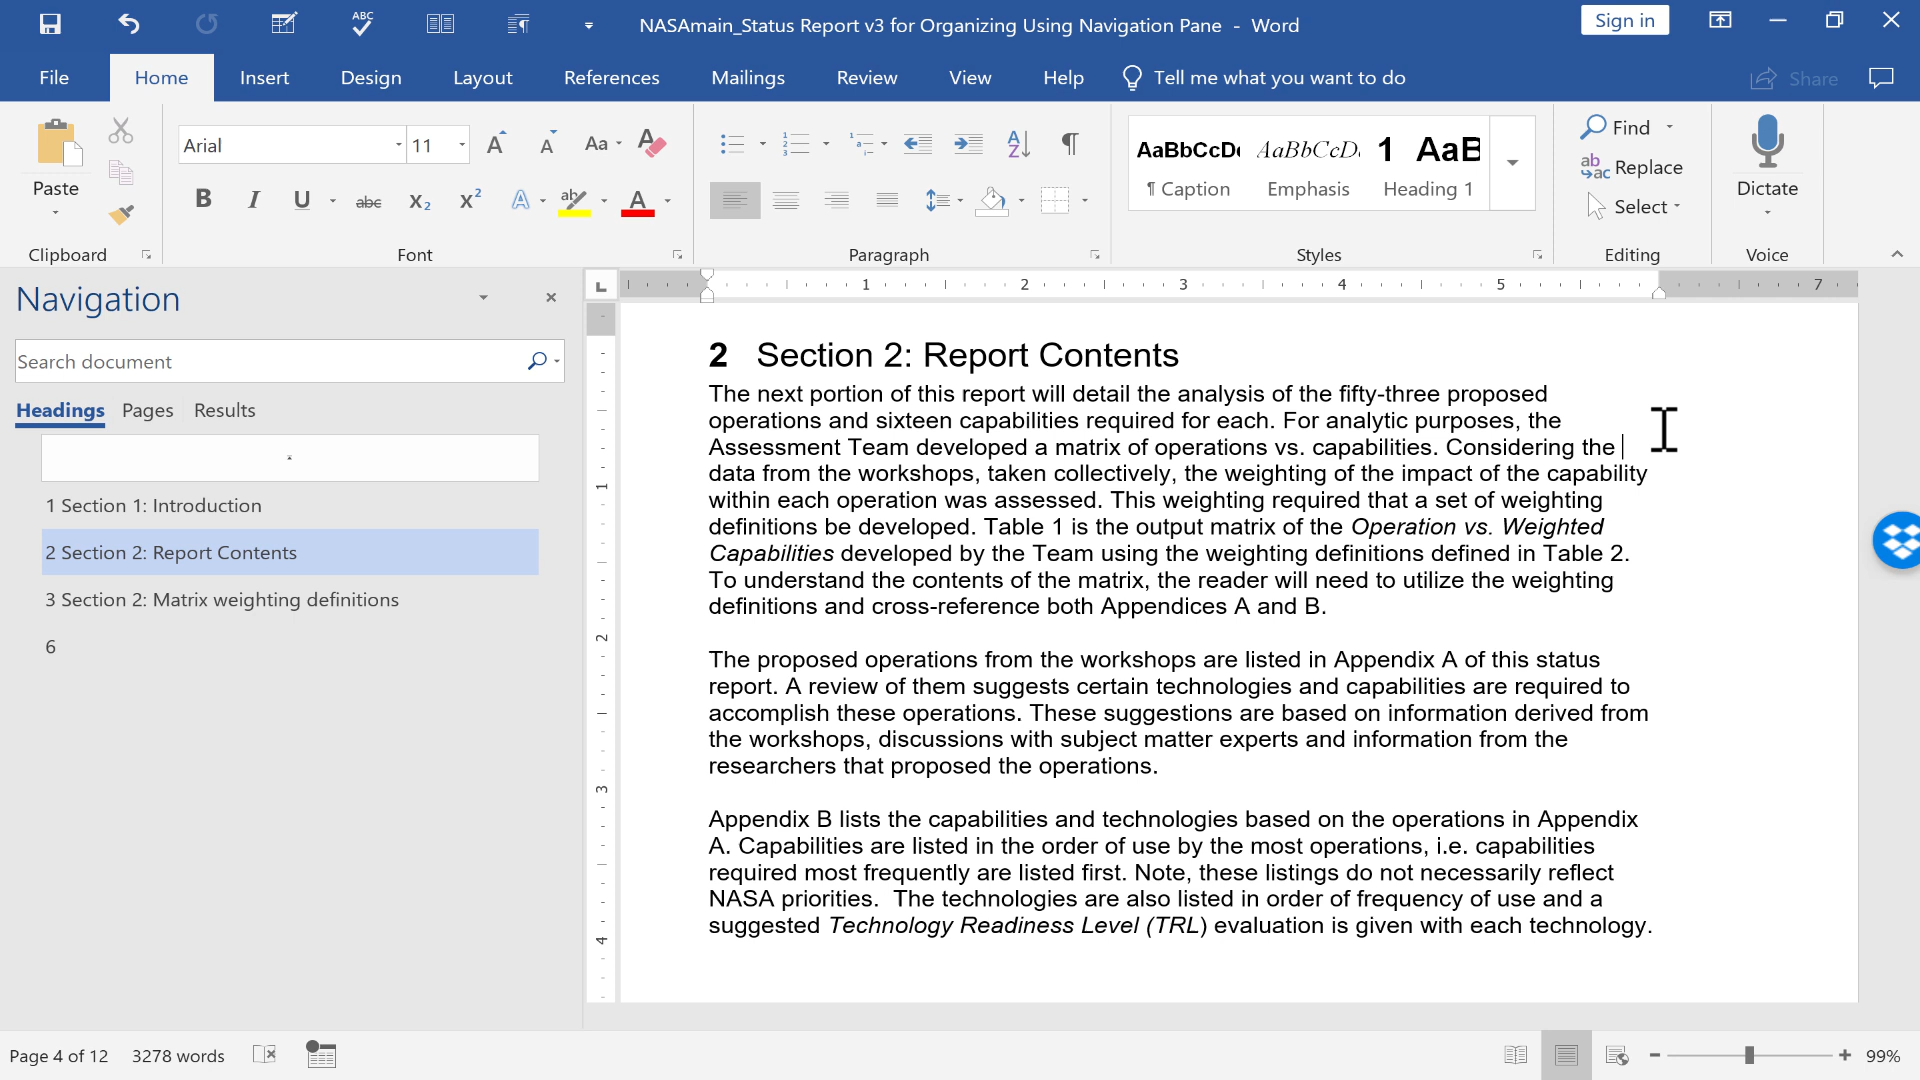 NASAmain_Status Report v3 for Organizing Using Navigation Pane - Word
Sign in
File Home Insert Design Layout References Mailings Review View Help Tell me what you want to do Share
Paste
Clipboard
Arial 11
Aa
B I U abc X₂ X² A ab A
Font
Paragraph
AaBbCcDc AaBbCcD. 1 AaB
¶ Caption Emphasis Heading 1
Styles
Find
Replace
Select
Editing
Dictate
Voice
Navigation
Search document
Headings Pages Results
1 Section 1: Introduction
2 Section 2: Report Contents
3 Section 2: Matrix weighting definitions
6
1 2 3 4 5 7
1
2
3
4
2 Section 2: Report Contents
The next portion of this report will detail the analysis of the fifty-three proposed
operations and sixteen capabilities required for each. For analytic purposes, the
Assessment Team developed a matrix of operations vs. capabilities. Considering the
data from the workshops, taken collectively, the weighting of the impact of the capability
within each operation was assessed. This weighting required that a set of weighting
definitions be developed. Table 1 is the output matrix of the Operation vs. Weighted
Capabilities developed by the Team using the weighting definitions defined in Table 2.
To understand the contents of the matrix, the reader will need to utilize the weighting
definitions and cross-reference both Appendices A and B.
The proposed operations from the workshops are listed in Appendix A of this status
report. A review of them suggests certain technologies and capabilities are required to
accomplish these operations. These suggestions are based on information derived from
the workshops, discussions with subject matter experts and information from the
researchers that proposed the operations.
Appendix B lists the capabilities and technologies based on the operations in Appendix
A. Capabilities are listed in the order of use by the most operations, i.e. capabilities
required most frequently are listed first. Note, these listings do not necessarily reflect
NASA priorities.  The technologies are also listed in order of frequency of use and a
suggested Technology Readiness Level (TRL) evaluation is given with each technology.
Page 4 of 12 3278 words
99%